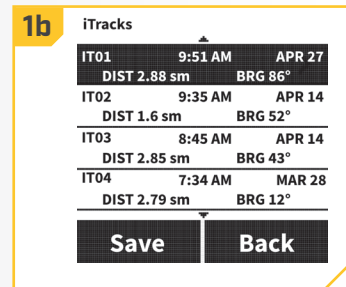 1b
iTracks
IT01 9:51 AM APR 27
DIST 2.88 sm BRG 86°
IT02 9:35 AM APR 14
DIST 1.6 sm BRG 52°
IT03 8:45 AM APR 14
DIST 2.85 sm BRG 43°
IT04 7:34 AM MAR 28
DIST 2.79 sm BRG 12°
Save Back